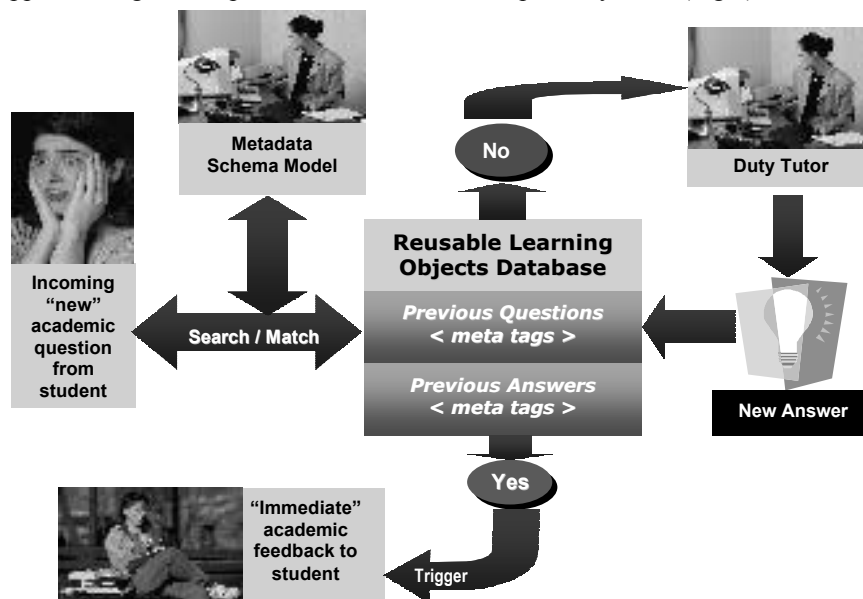 Metadata
Schema Model
No
Duty Tutor
Incoming
“new”
academic
question
from
student
Search / Match
Reusable Learning
Objects Database
Previous Questions
< meta tags >
Previous Answers
< meta tags >
New Answer
Yes
“Immediate”
academic
feedback to
student
Trigger